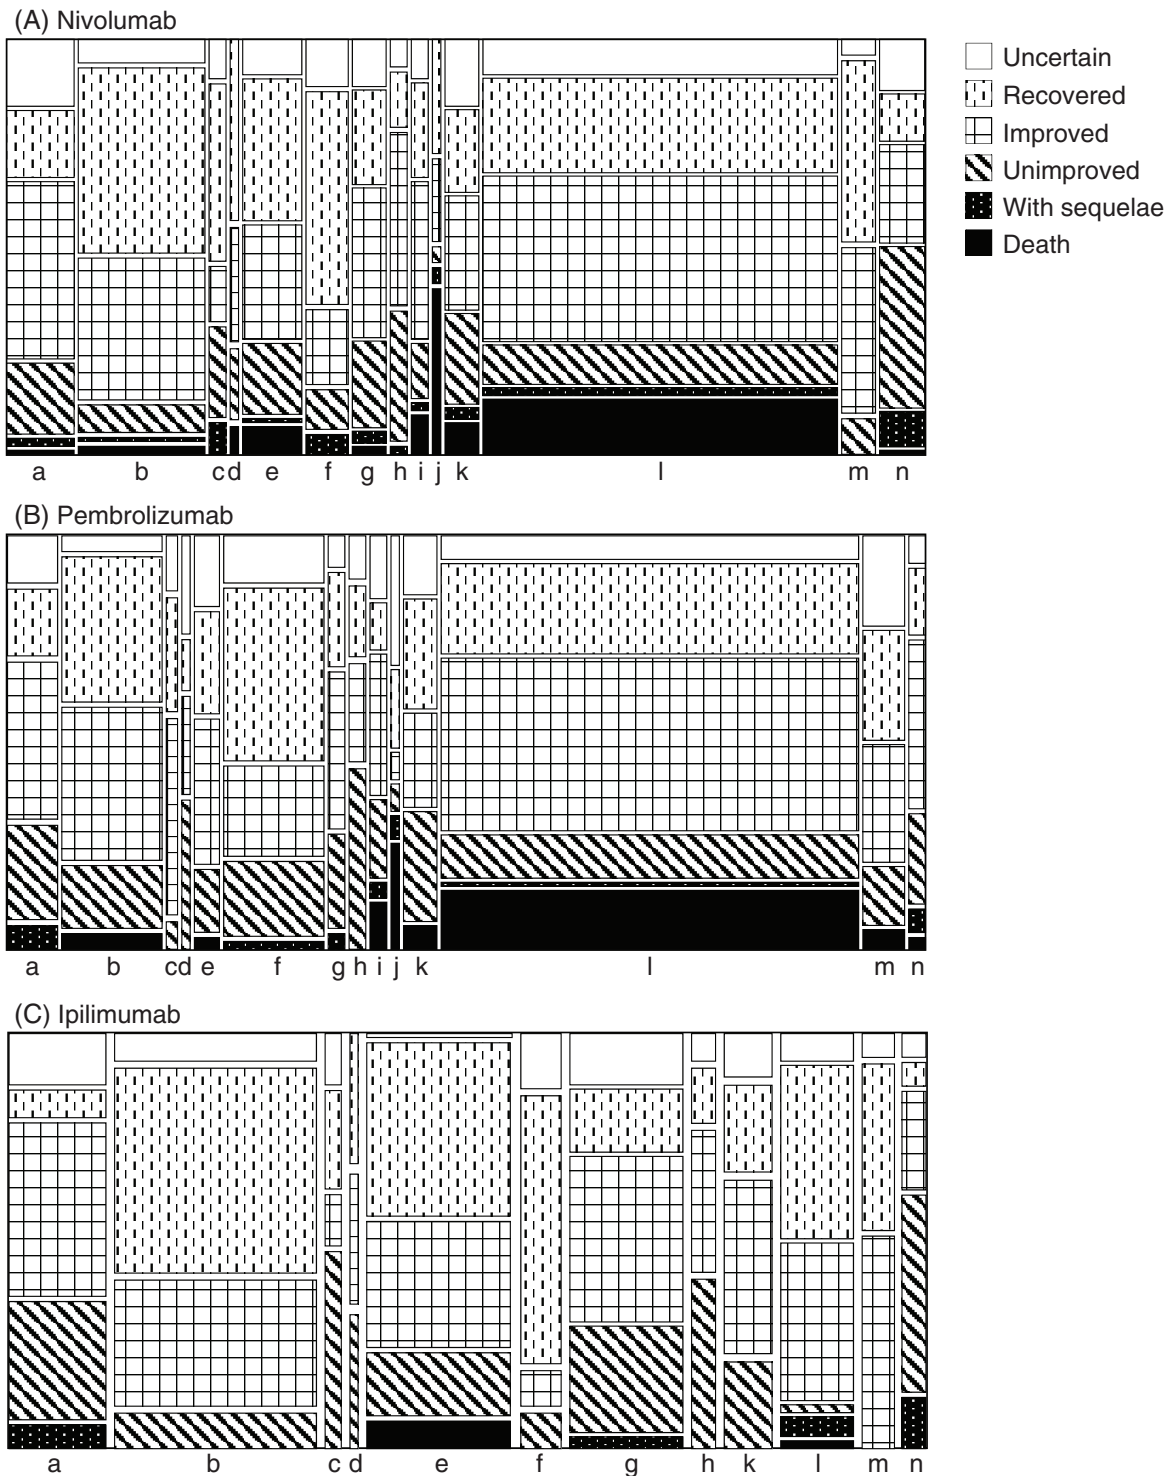 (A) Nivolumab
Uncertain
Recovered
Improved
Unimproved
With sequelae
Death
a b c d e f g h i j k l m n
(B) Pembrolizumab
a b c d e f g h i j k l m n
(C) Ipilimumab
a b c d e f g h k l m n